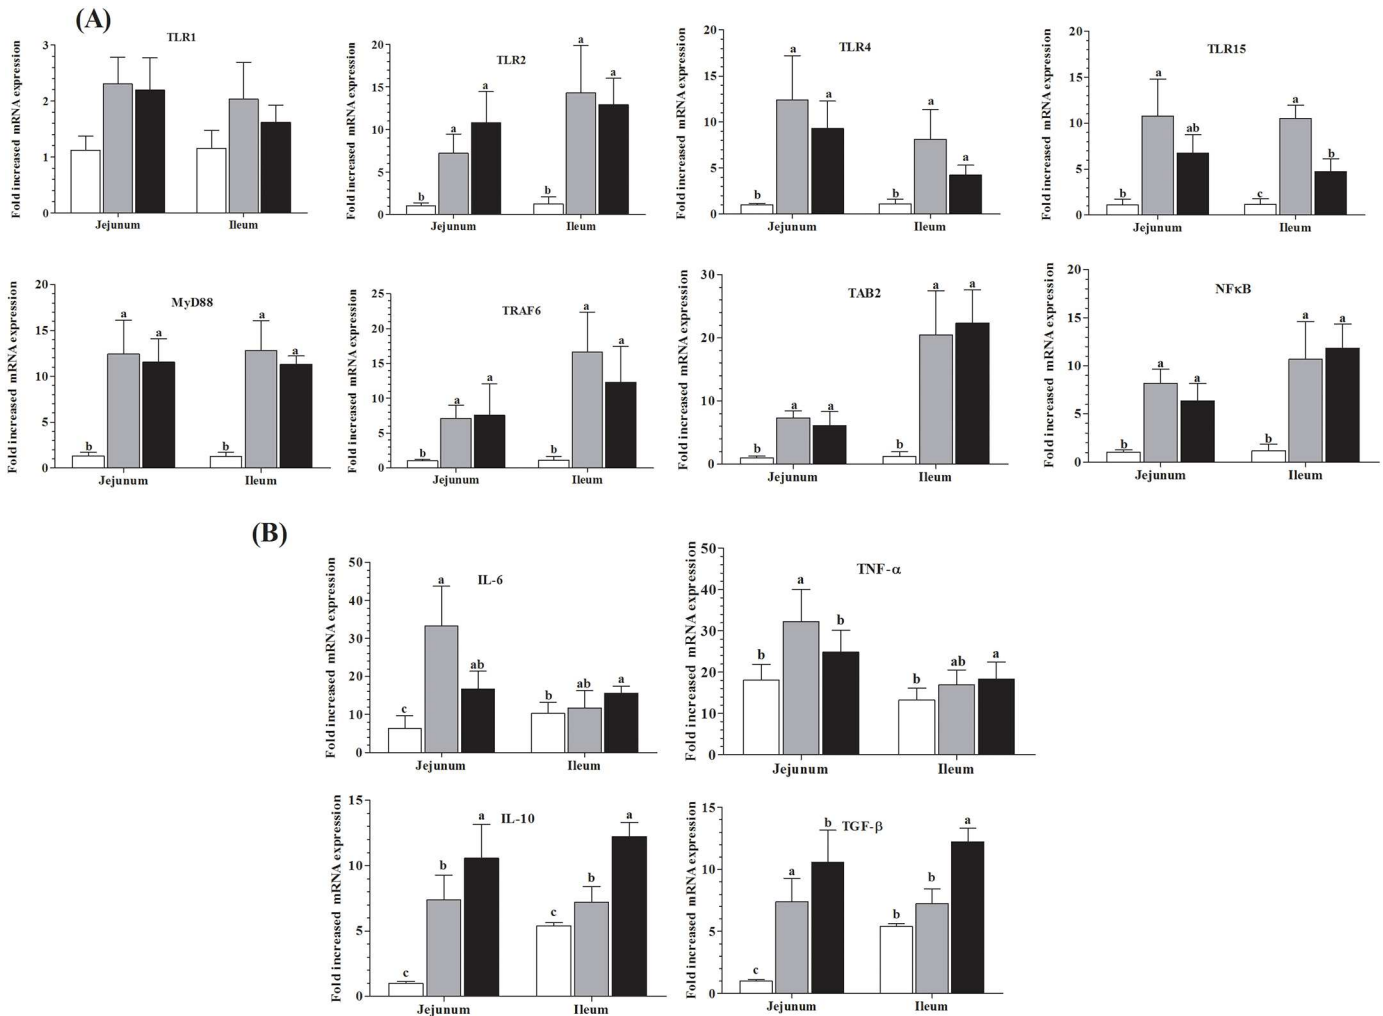 (A)
TLR1
Fold increased mRNA expression
3
2
1
0
Jejunum
Ileum
TLR2
Fold increased mRNA expression
20
15
10
5
0
b
a
a
b
a
a
Jejunum
Ileum
TLR4
Fold increased mRNA expression
20
15
10
5
0
b
a
a
b
a
a
Jejunum
Ileum
TLR15
Fold increased mRNA expression
20
15
10
5
0
b
a
ab
c
a
b
Jejunum
Ileum
MyD88
Fold increased mRNA expression
20
15
10
5
0
b
a
a
b
a
a
Jejunum
Ileum
TRAF6
Fold increased mRNA expression
25
20
15
10
5
0
b
a
a
b
a
a
Jejunum
Ileum
TAB2
Fold increased mRNA expression
30
20
10
0
b
a
a
b
a
a
Jejunum
Ileum
NFκB
Fold increased mRNA expression
20
15
10
5
0
b
a
a
b
a
a
Jejunum
Ileum
(B)
IL-6
Fold increased mRNA expression
50
40
30
20
10
0
c
a
ab
b
ab
a
Jejunum
Ileum
TNF-α
Fold increased mRNA expression
50
40
30
20
10
0
b
a
b
b
ab
a
Jejunum
Ileum
IL-10
Fold increased mRNA expression
15
10
5
0
c
b
a
c
b
a
Jejunum
Ileum
TGF-β
Fold increased mRNA expression
15
10
5
0
c
a
b
b
b
a
Jejunum
Ileum